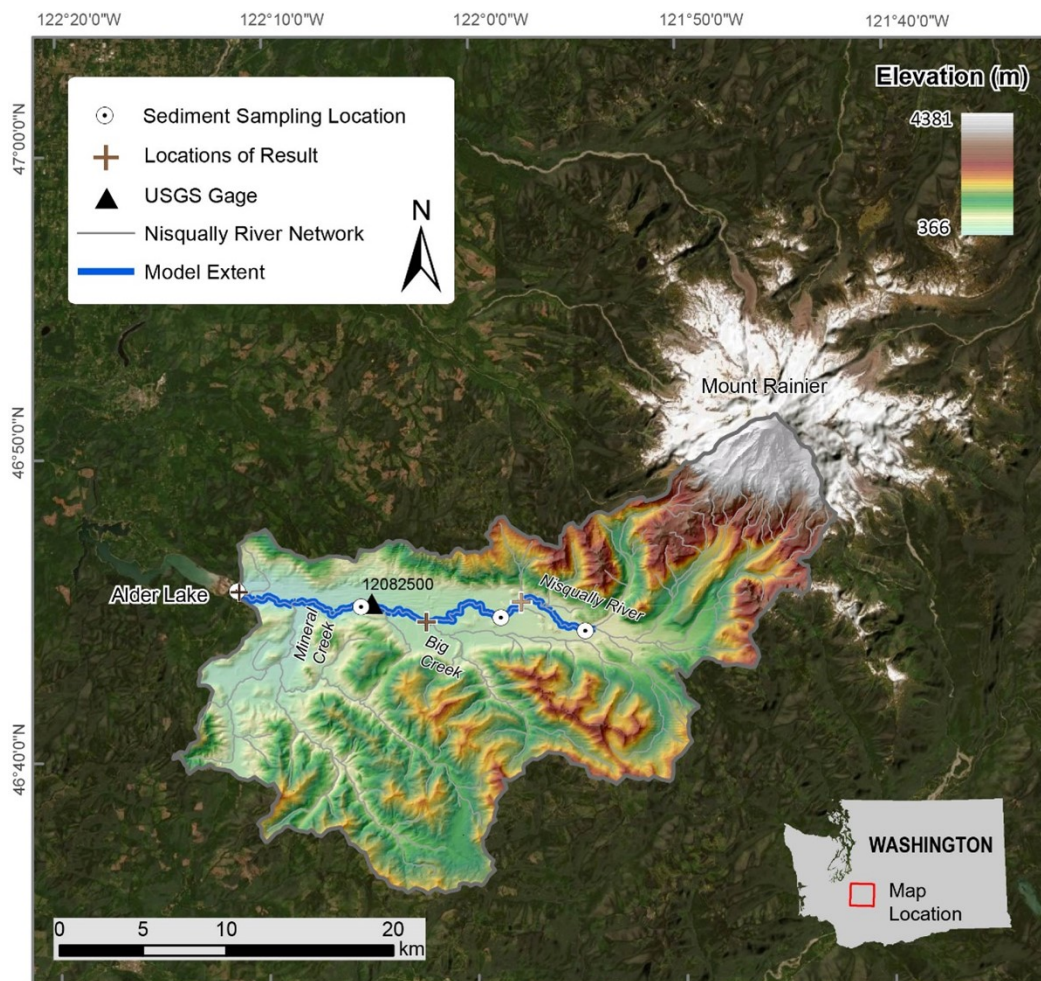 122°20'0"W
122°10'0"W
122°00'0"W
121°50'0"W
121°40'0"W
47°00'0"N
46°50'0"N
46°40'0"N
Sediment Sampling Location
Locations of Result
USGS Gage
Nisqually River Network
Model Extent
N
Elevation (m)
4381
366
Mount Rainier
Alder Lake
12082500
Nisqually River
Mineral
Creek
Big
Creek
WASHINGTON
Map
Location
0 5 10 20
km